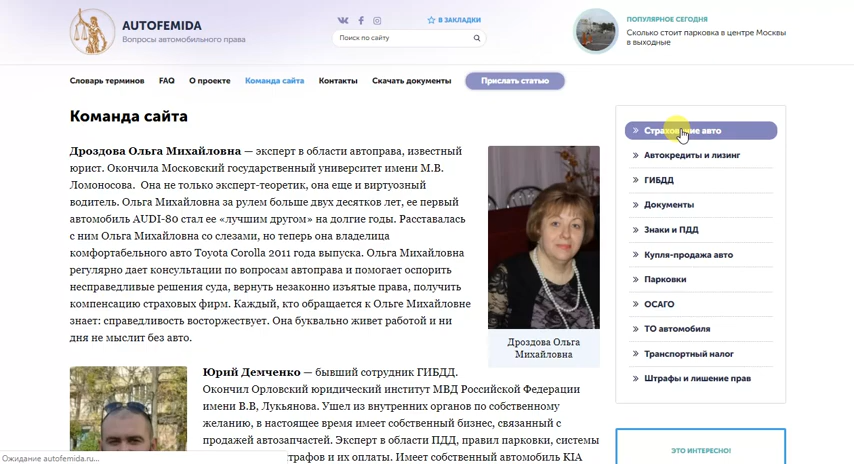 AUTOFEMIDA
Вопросы автомобильного права
В ЗАКЛАДКИ
Поиск по сайту
ПОПУЛЯРНОЕ СЕГОДНЯ
Сколько стоит парковка в центре Москвы
в выходные
Словарь терминов FAQ О проекте Команда сайта Контакты Скачать документы Прислать статью
Команда сайта
Дроздова Ольга Михайловна — эксперт в области автоправа, известный
юрист. Окончила Московский государственный университет имени М.В.
Ломоносова. Она не только эксперт-теоретик, она еще и виртуозный
водитель. Ольга Михайловна за рулем больше двух десятков лет, ее первый
автомобиль AUDI-80 стал ее «лучшим другом» на долгие годы. Расставалась
с ним Ольга Михайловна со слезами, но теперь она владелица
комфортабельного авто Toyota Corolla 2011 года выпуска. Ольга Михайловна
регулярно дает консультации по вопросам автоправа и помогает оспорить
несправедливые решения суда, вернуть незаконно изъятые права, получить
компенсацию страховых фирм. Каждый, кто обращается к Ольге Михайловне
знает: справедливость восторжествует. Она буквально живет работой и ни
дня не мыслит без авто.
Дроздова Ольга
Михайловна
Юрий Демченко — бывший сотрудник ГИБДД.
Окончил Орловский юридический институт МВД Российской Федерации
имени В.В, Лукьянова. Ушел из внутренних органов по собственному
желанию, в настоящее время имеет собственный бизнес, связанный с
продажей автозапчастей. Эксперт в области ПДД, правил парковки, системы
трафов и их оплаты. Имеет собственный автомобиль KIA
Страхование авто
Автокредиты и лизинг
ГИБДД
Документы
Знаки и ПДД
Купля-продажа авто
Парковки
ОСАГО
ТО автомобиля
Транспортный налог
Штрафы и лишение прав
ЭТО ИНТЕРЕСНО!
Ожидание autofemida.ru...